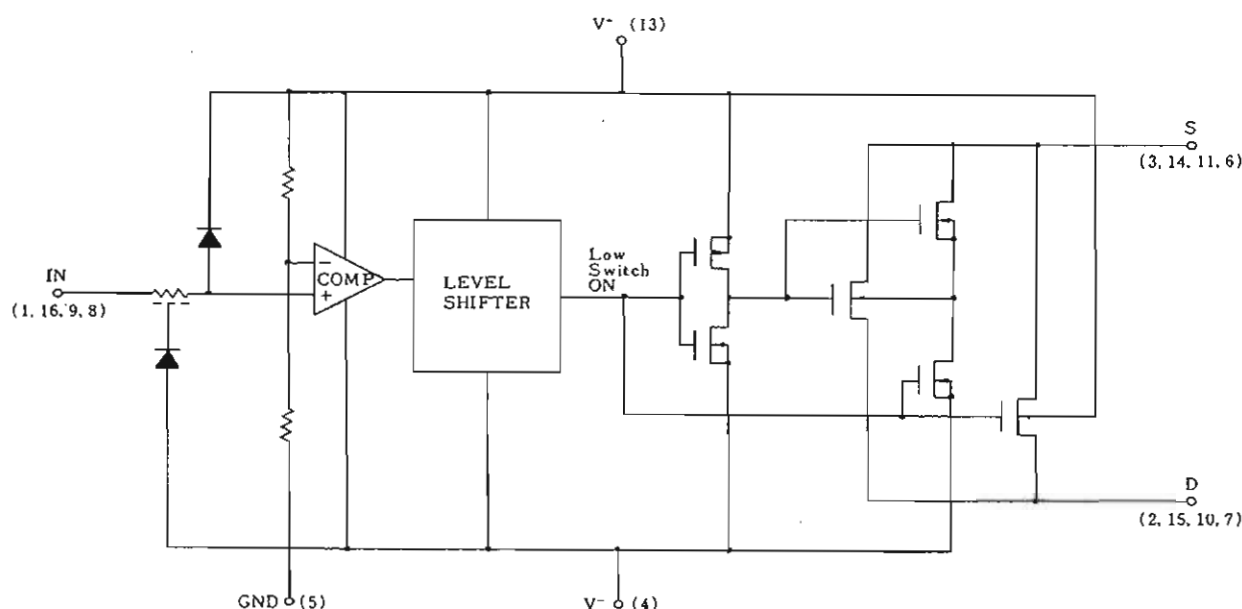 V⁺ (13)
S
(3, 14, 11, 6)
IN
(1, 16, 9, 8)
−
COMP
+
LEVEL
SHIFTER
Low
Switch
ON
D
(2, 15, 10, 7)
GND (5)
V⁻ (4)